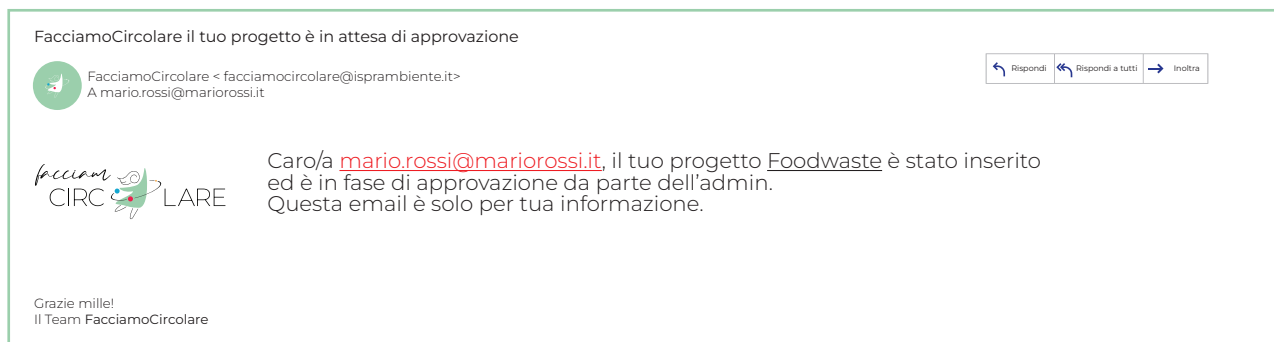 FacciamoCircolare il tuo progetto è in attesa di approvazione
FacciamoCircolare < facciamocircolare@isprambiente.it>
A mario.rossi@mariorossi.it
Rispondi
Rispondi a tutti
Inoltra
facciam
CIRC LARE
Caro/a mario.rossi@mariorossi.it, il tuo progetto Foodwaste è stato inserito
ed è in fase di approvazione da parte dell'admin.
Questa email è solo per tua informazione.
Grazie mille!
Il Team FacciamoCircolare